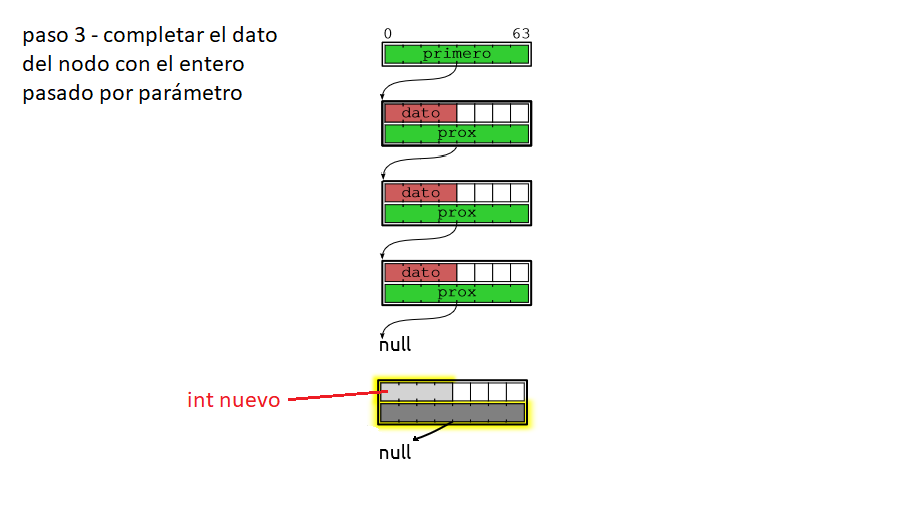 paso 3 - completar el dato
del nodo con el entero
pasado por parámetro
0 63
primero
dato
prox
dato
prox
dato
prox
null
int nuevo
null